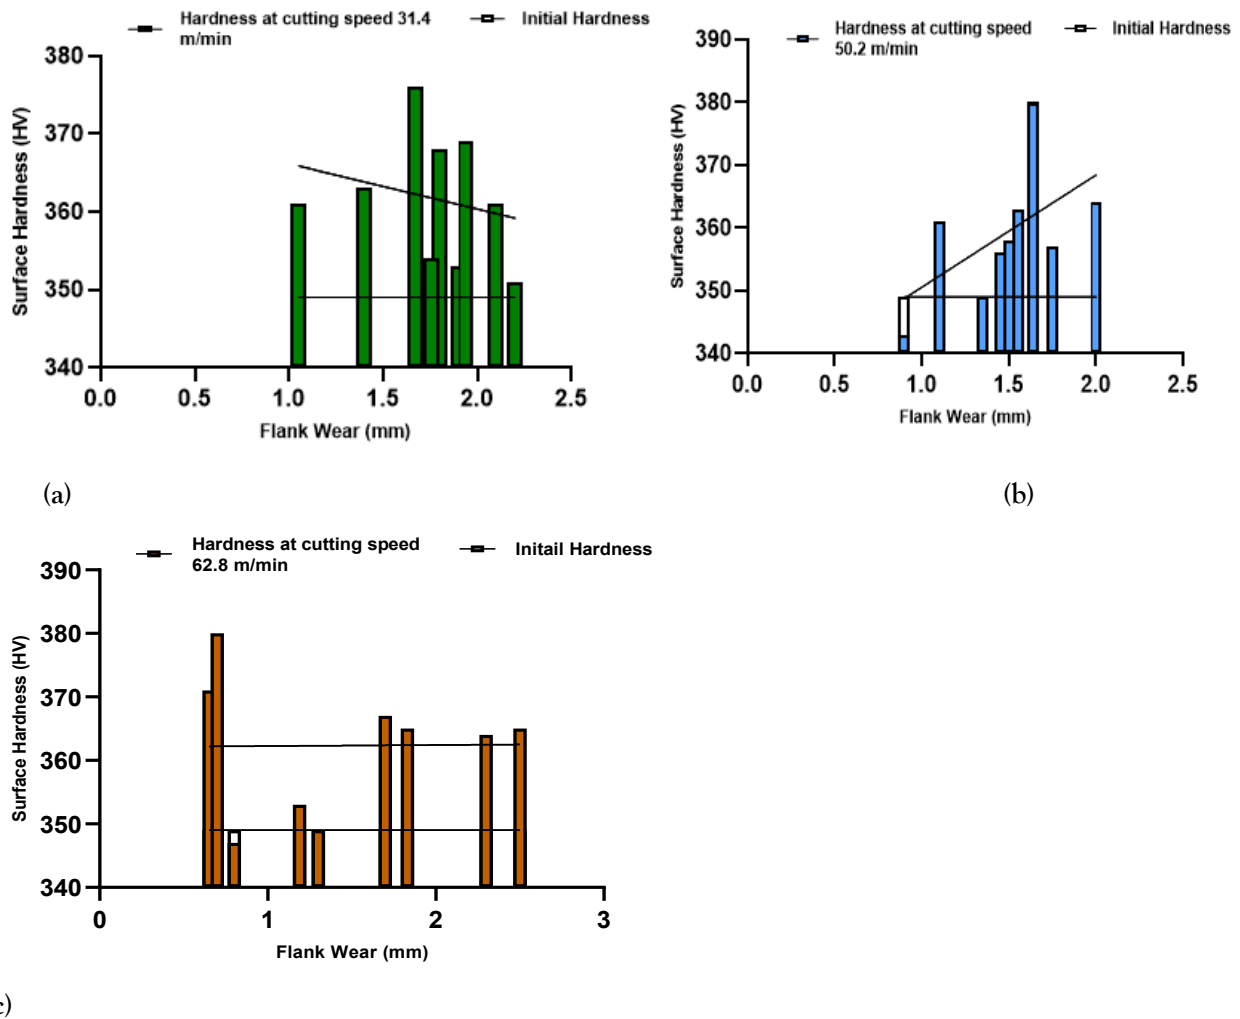 Hardness at cutting speed 31.4
m/min
Initial Hardness
380
370
360
350
340
Surface Hardness (HV)
0.0 0.5 1.0 1.5 2.0 2.5
Flank Wear (mm)
(a)
Hardness at cutting speed
50.2 m/min
Initial Hardness
390
380
370
360
350
340
Surface Hardness (HV)
0.0 0.5 1.0 1.5 2.0 2.5
Flank Wear (mm)
(b)
Hardness at cutting speed
62.8 m/min
Initail Hardness
390
380
370
360
350
340
Surface Hardness (HV)
0 1 2 3
Flank Wear (mm)
c)